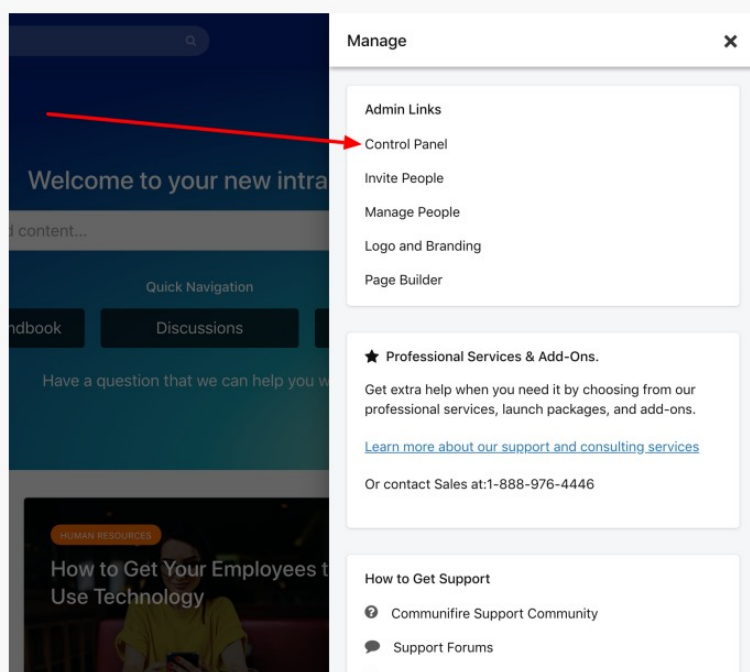 Manage
Admin Links
Control Panel
Invite People
Manage People
Logo and Branding
Page Builder
Professional Services & Add-Ons.
Get extra help when you need it by choosing from our
professional services, launch packages, and add-ons.
Learn more about our support and consulting services
Or contact Sales at:1-888-976-4446
How to Get Support
Communifire Support Community
Support Forums
Welcome to your new intra
content...
Quick Navigation
ndbook
Discussions
Have a question that we can help you w
HUMAN RESOURCES
How to Get Your Employees t
Use Technology